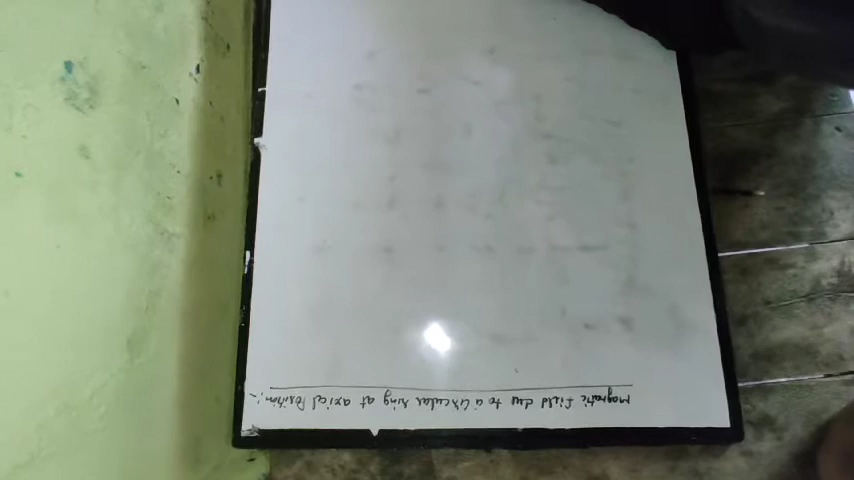 Magnetic field due to a circular ring at axial Position:-